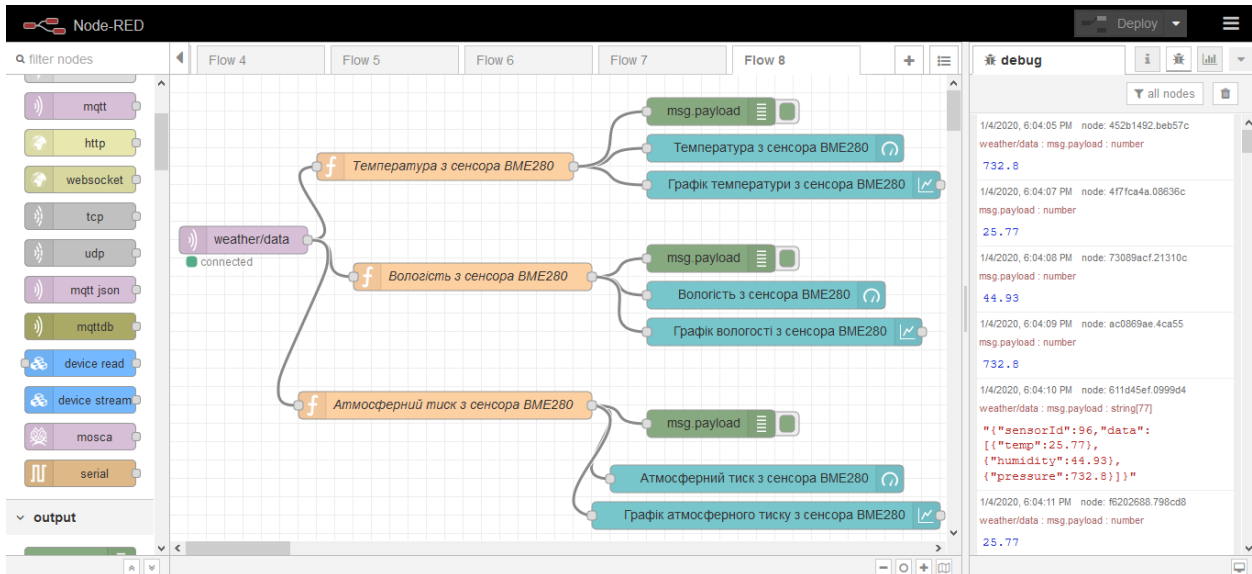 Node-RED
Deploy
filter nodes
mqtt
http
websocket
tcp
udp
mqtt json
mqttdb
device read
device stream
mosca
serial
output
Flow 4
Flow 5
Flow 6
Flow 7
Flow 8
msg.payload
Температура з сенсора BME280
Температура з сенсора BME280
Графік температури з сенсора BME280
weather/data
connected
msg.payload
Вологість з сенсора BME280
Вологість з сенсора BME280
Графік вологості з сенсора BME280
Атмосферний тиск з сенсора BME280
msg.payload
Атмосферний тиск з сенсора BME280
Графік атмосферного тиску з сенсора BME280
debug
all nodes
1/4/2020, 6:04:05 PM node: 452b1492.beb57c
weather/data : msg.payload : number
732.8
1/4/2020, 6:04:07 PM node: 4f7fca4a.08636c
msg.payload : number
25.77
1/4/2020, 6:04:08 PM node: 73089acf.21310c
msg.payload : number
44.93
1/4/2020, 6:04:09 PM node: ac0869ae.4ca55
msg.payload : number
732.8
1/4/2020, 6:04:10 PM node: 611d45ef.0999d4
weather/data : msg.payload : string[77]
"{"sensorId":96,"data":
[{"temp":25.77},
{"humidity":44.93},
{"pressure":732.8}]}"
1/4/2020, 6:04:11 PM node: f6202688.798cd8
weather/data : msg.payload : number
25.77